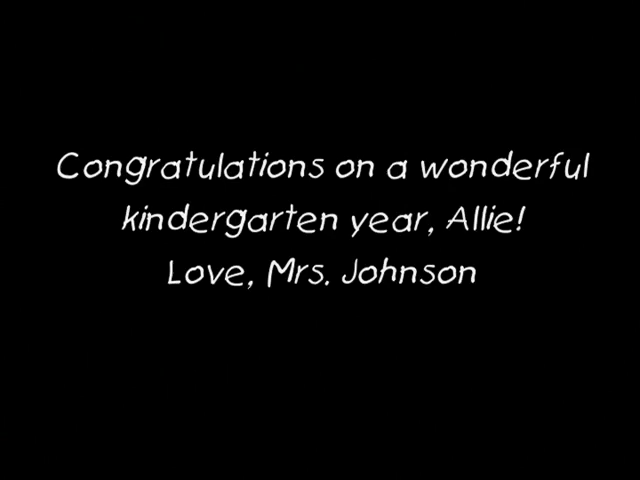 Congratulations on a wonderful
kindergarten year, Allie!
Love, Mrs. Johnson